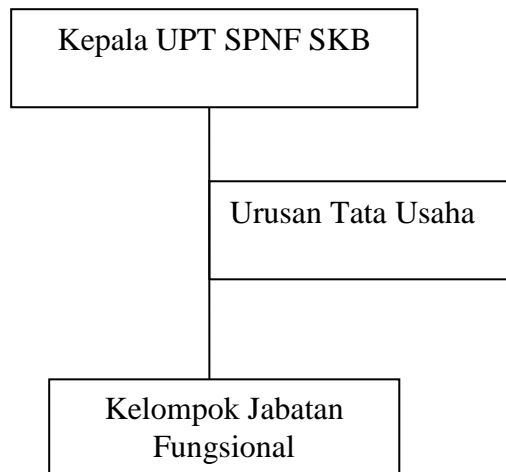 Kepala UPT SPNF SKB
Urusan Tata Usaha
Kelompok Jabatan
Fungsional